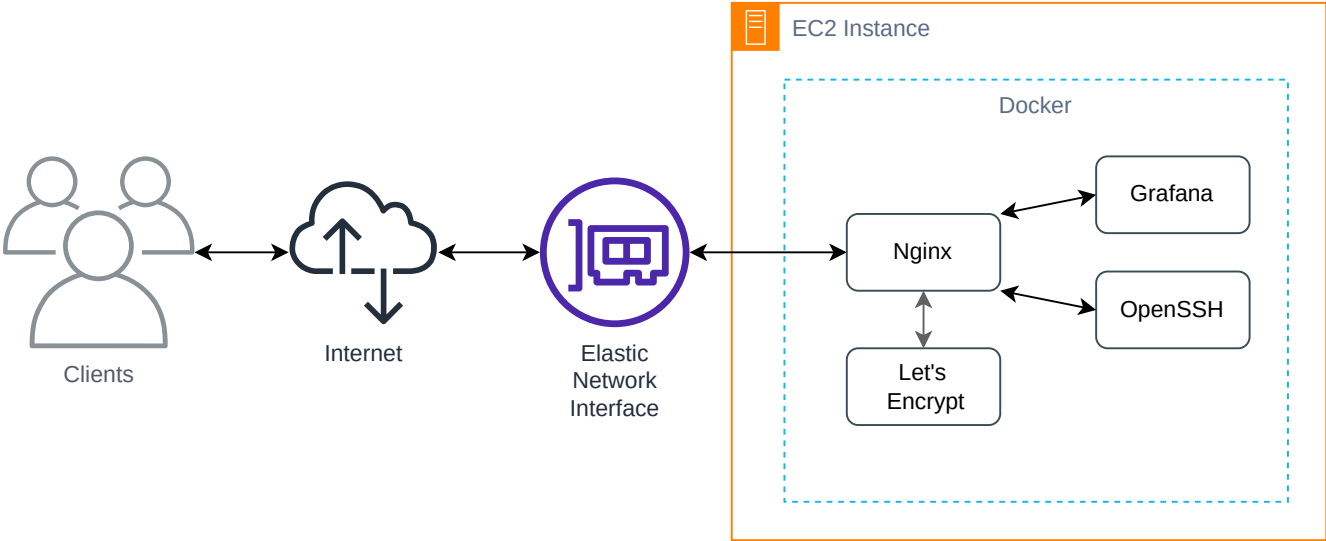 EC2 Instance
Docker
Grafana
Nginx
OpenSSH
Internet
Elastic
Network
Interface
Let's
Encrypt
Clients